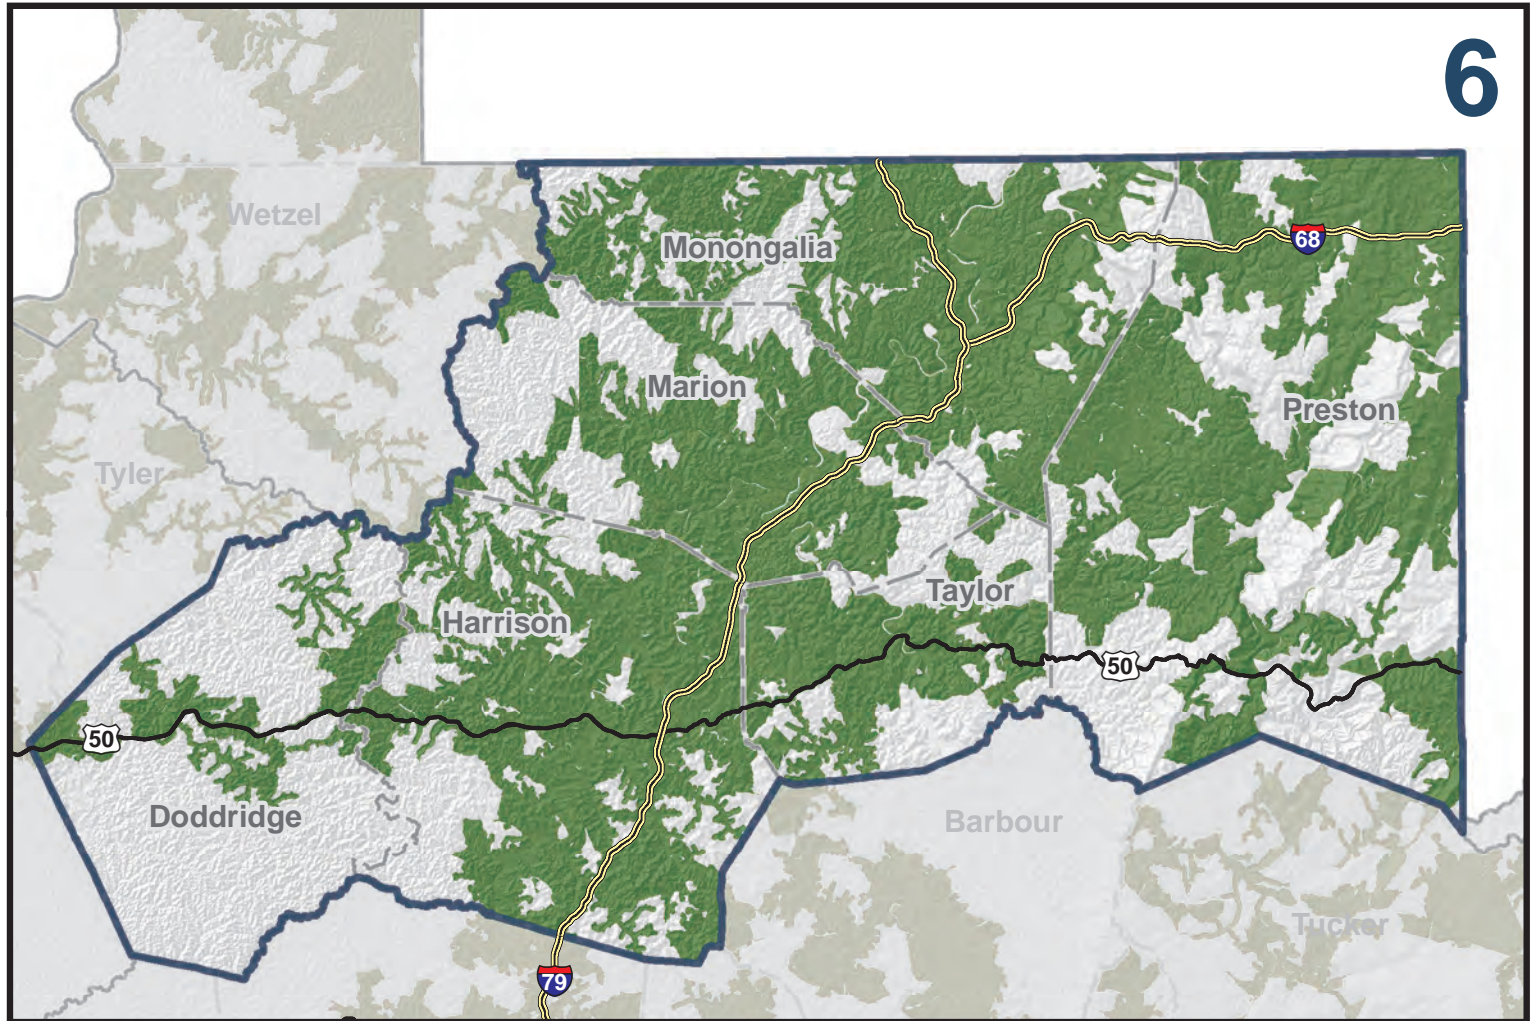 6
Wetzel
Monongalia
68
Marion
Preston
Tyler
Taylor
Harrison
50
50
Doddridge
Barbour
Tucker
79